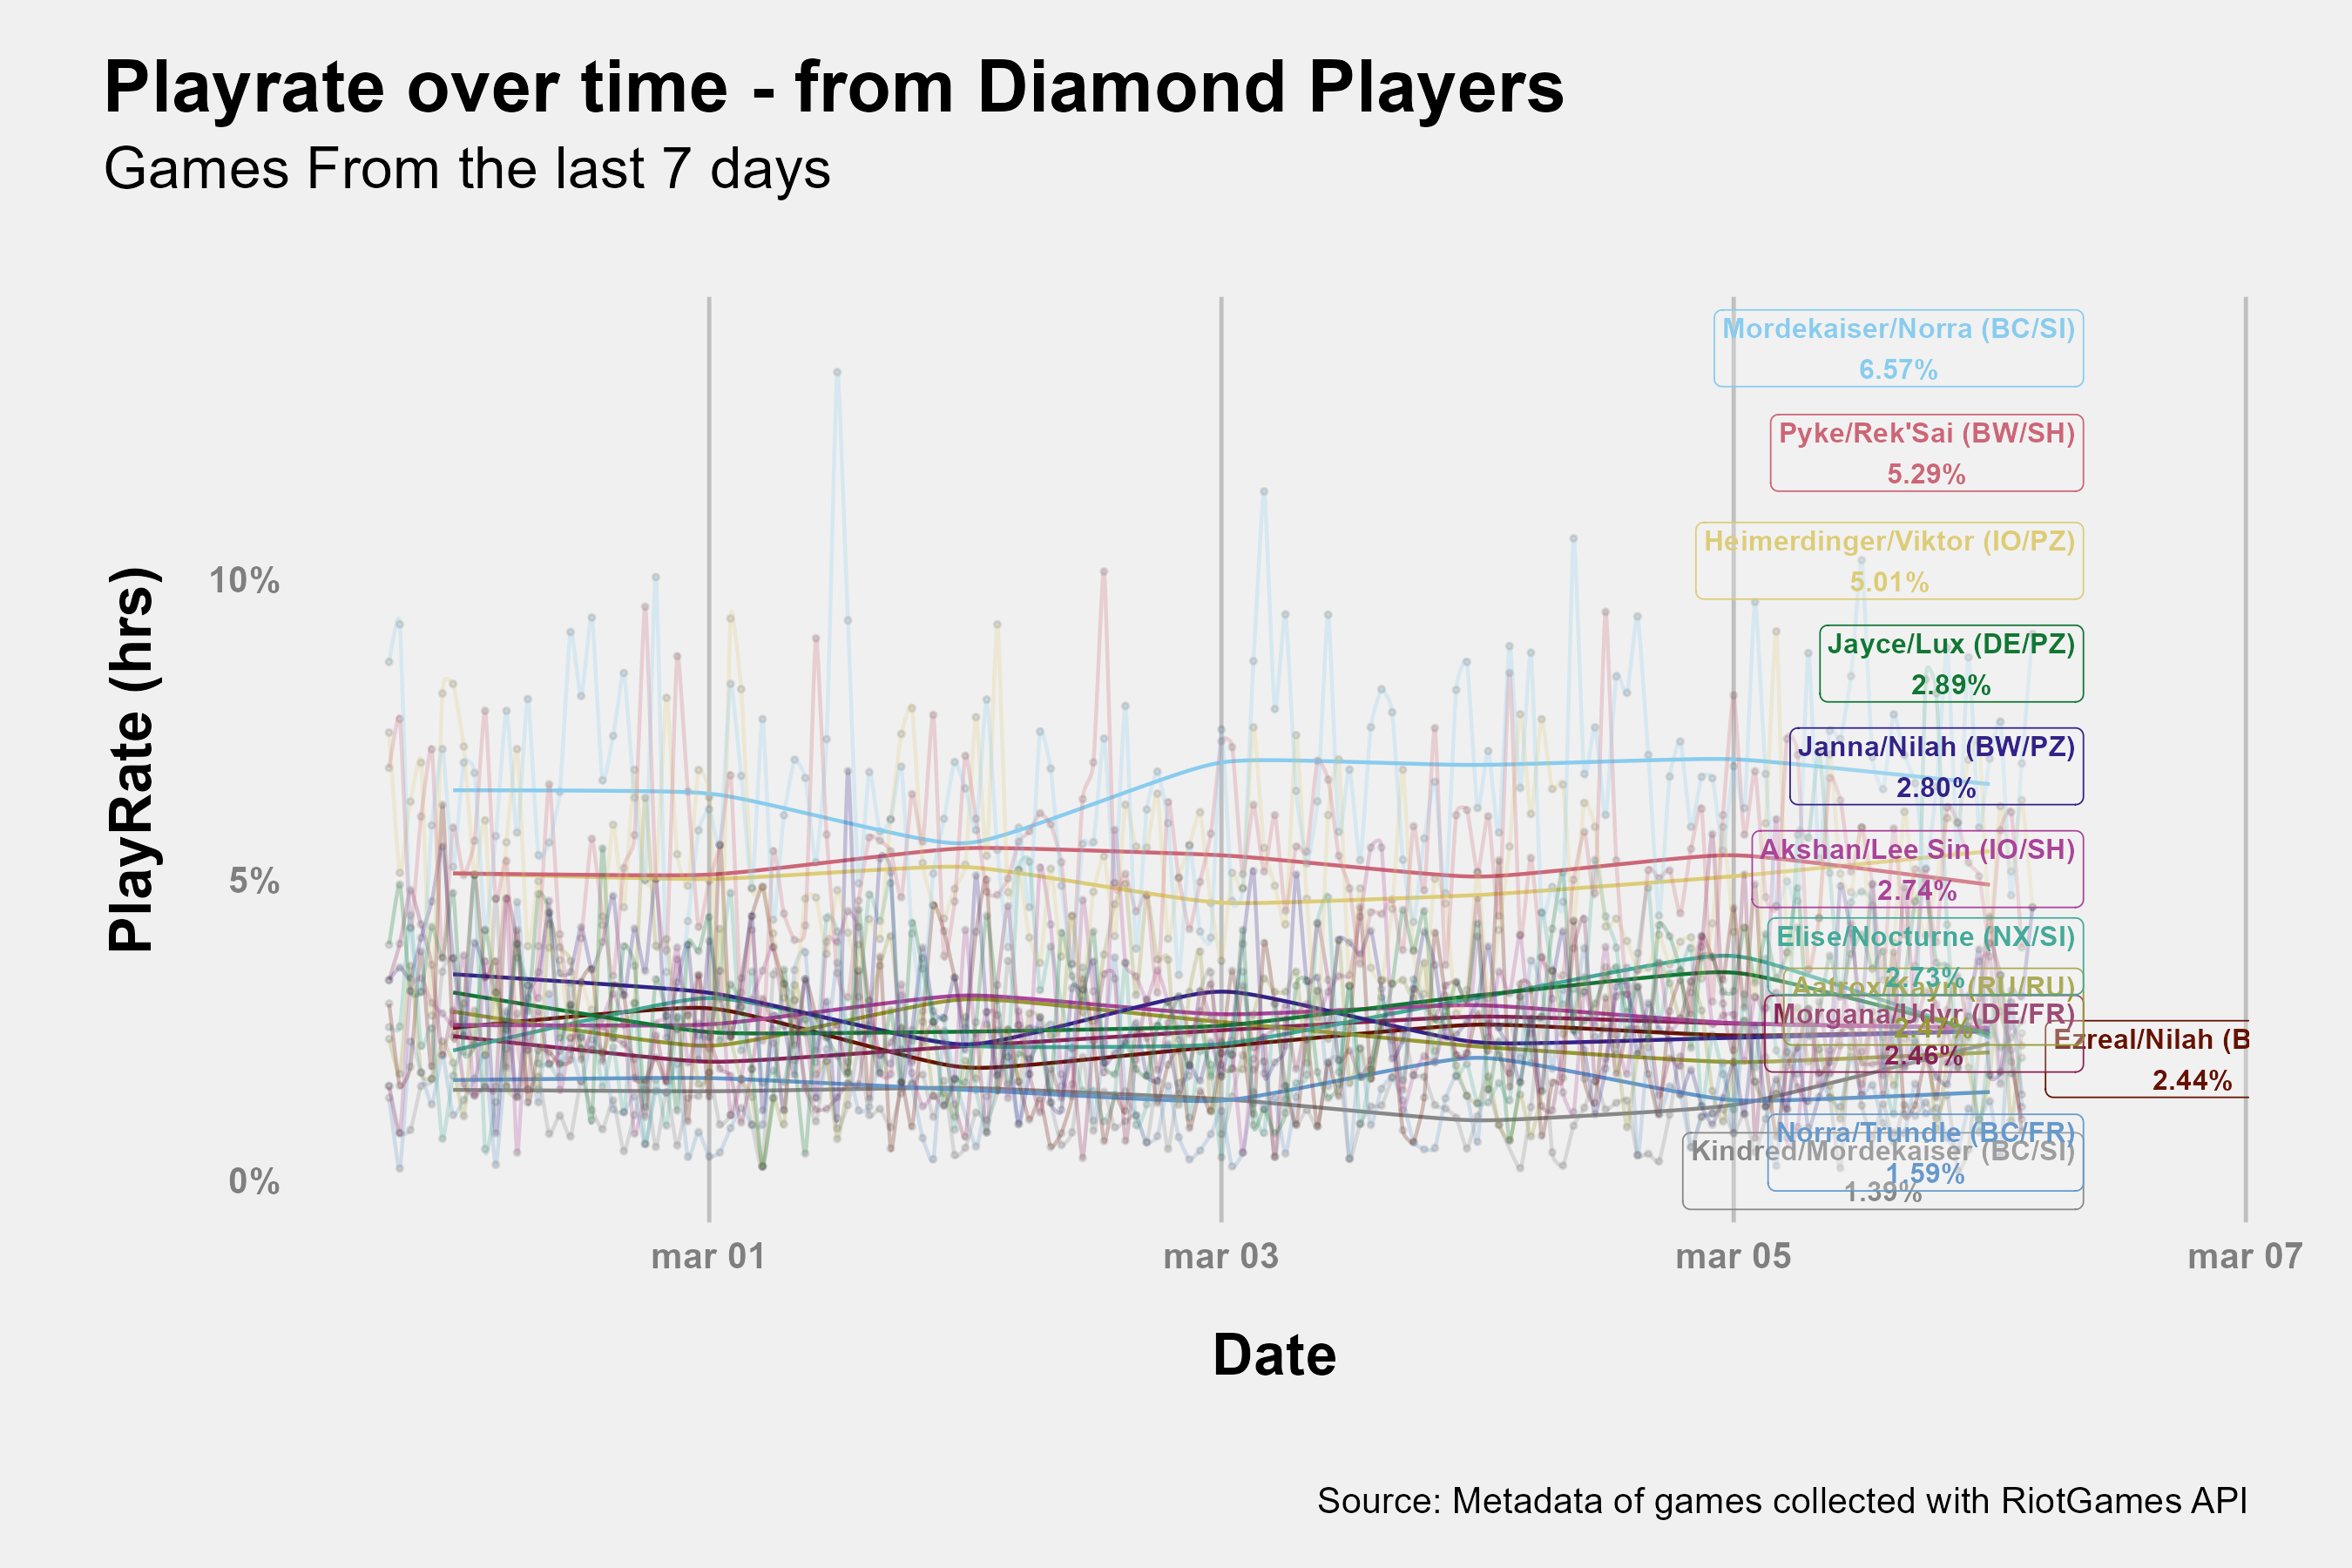 Playrate over time - from Diamond Players
Games From the last 7 days
PlayRate (hrs)
10%
5%
0%
Mordekaiser/Norra (BC/SI)
6.57%
Pyke/Rek'Sai (BW/SH)
5.29%
Heimerdinger/Viktor (IO/PZ)
5.01%
Jayce/Lux (DE/PZ)
2.89%
Janna/Nilah (BW/PZ)
2.80%
Akshan/Lee Sin (IO/SH)
2.74%
Elise/Nocturne (NX/SI)
2.73%
Aatrox/Kayn (RU/RU)
2.47%
Morgana/Udyr (DE/FR)
2.46%
Ezreal/Nilah (B
2.44%
Norra/Trundle (BC/FR)
1.59%
Kindred/Mordekaiser (BC/SI)
1.39%
mar 01
mar 03
mar 05
mar 07
Date
Source: Metadata of games collected with RiotGames API